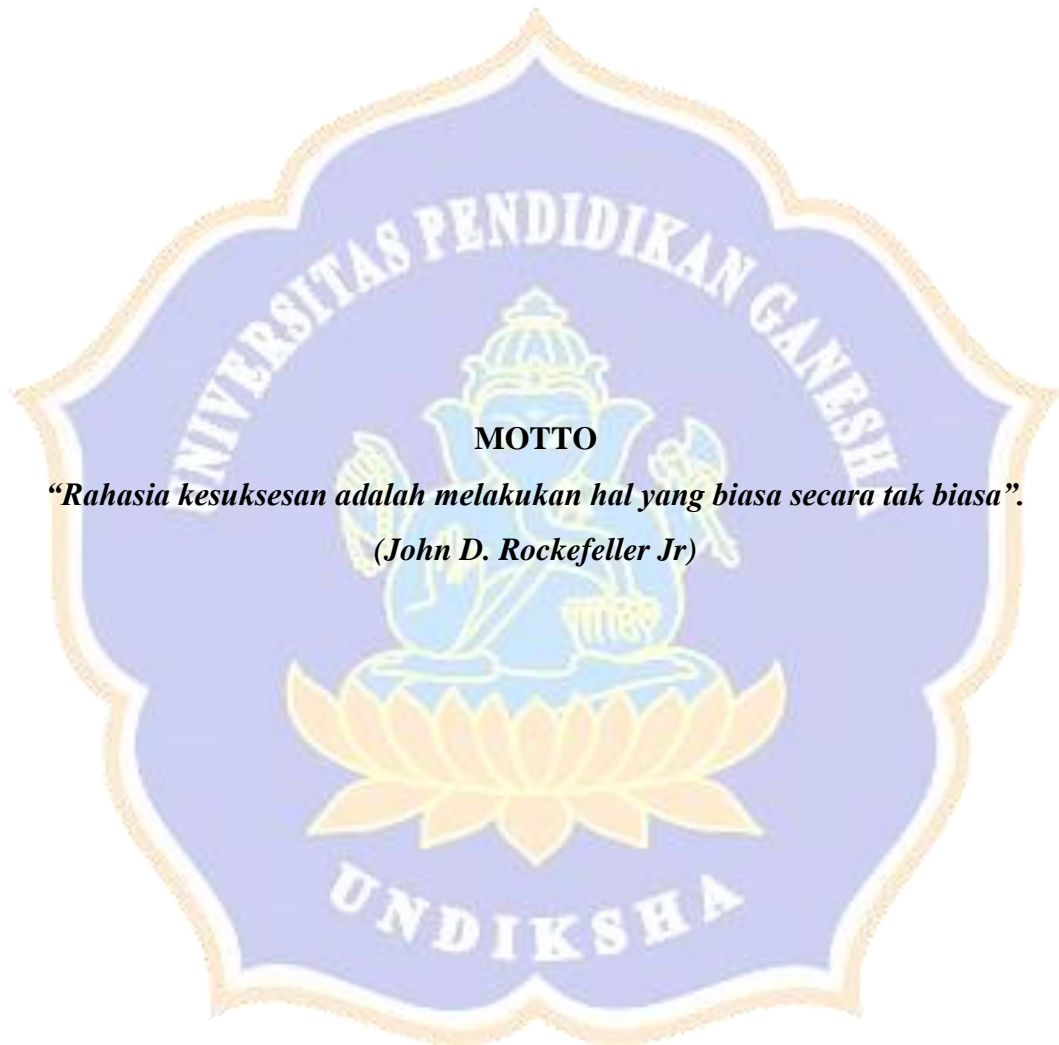 UNIVERSITAS PENDIDIKAN GANESHA
MOTTO
“Rahasia kesuksesan adalah melakukan hal yang biasa secara tak biasa”.
(John D. Rockefeller Jr)
UNDIKSHA